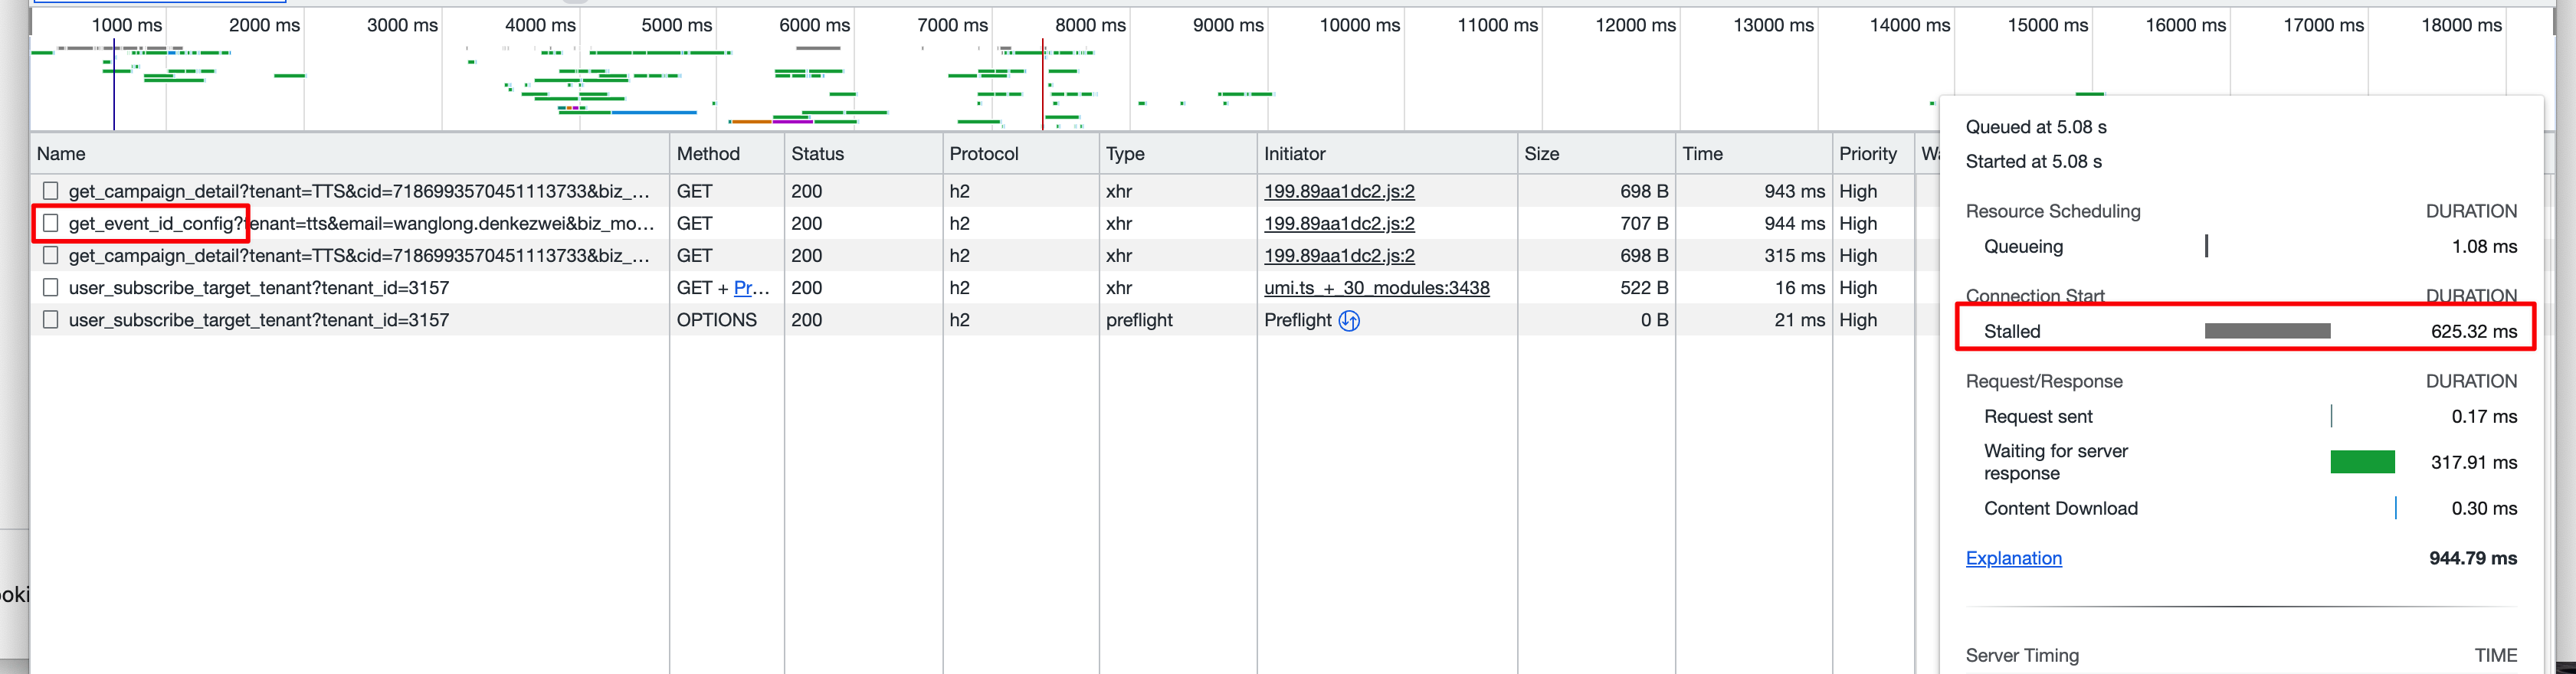 1000 ms 2000 ms 3000 ms 4000 ms 5000 ms 6000 ms 7000 ms 8000 ms 9000 ms 10000 ms 11000 ms 12000 ms 13000 ms 14000 ms 15000 ms 16000 ms 17000 ms 18000 ms
Name Method Status Protocol Type Initiator Size Time Priority Wa
get_campaign_detail?tenant=TTS&cid=7186993570451113733&biz_... GET 200 h2 xhr 199.89aa1dc2.js:2 698 B 943 ms High
get_event_id_config?tenant=tts&email=wanglong.denkezwei&biz_mo... GET 200 h2 xhr 199.89aa1dc2.js:2 707 B 944 ms High
get_campaign_detail?tenant=TTS&cid=7186993570451113733&biz_... GET 200 h2 xhr 199.89aa1dc2.js:2 698 B 315 ms High
user_subscribe_target_tenant?tenant_id=3157 GET + Pr... 200 h2 xhr umi.ts_+_30_modules:3438 522 B 16 ms High
user_subscribe_target_tenant?tenant_id=3157 OPTIONS 200 h2 preflight Preflight 0 B 21 ms High
Queued at 5.08 s
Started at 5.08 s
Resource Scheduling DURATION
Queueing 1.08 ms
Connection Start DURATION
Stalled 625.32 ms
Request/Response DURATION
Request sent 0.17 ms
Waiting for server
response 317.91 ms
Content Download 0.30 ms
Explanation 944.79 ms
Server Timing TIME
oki